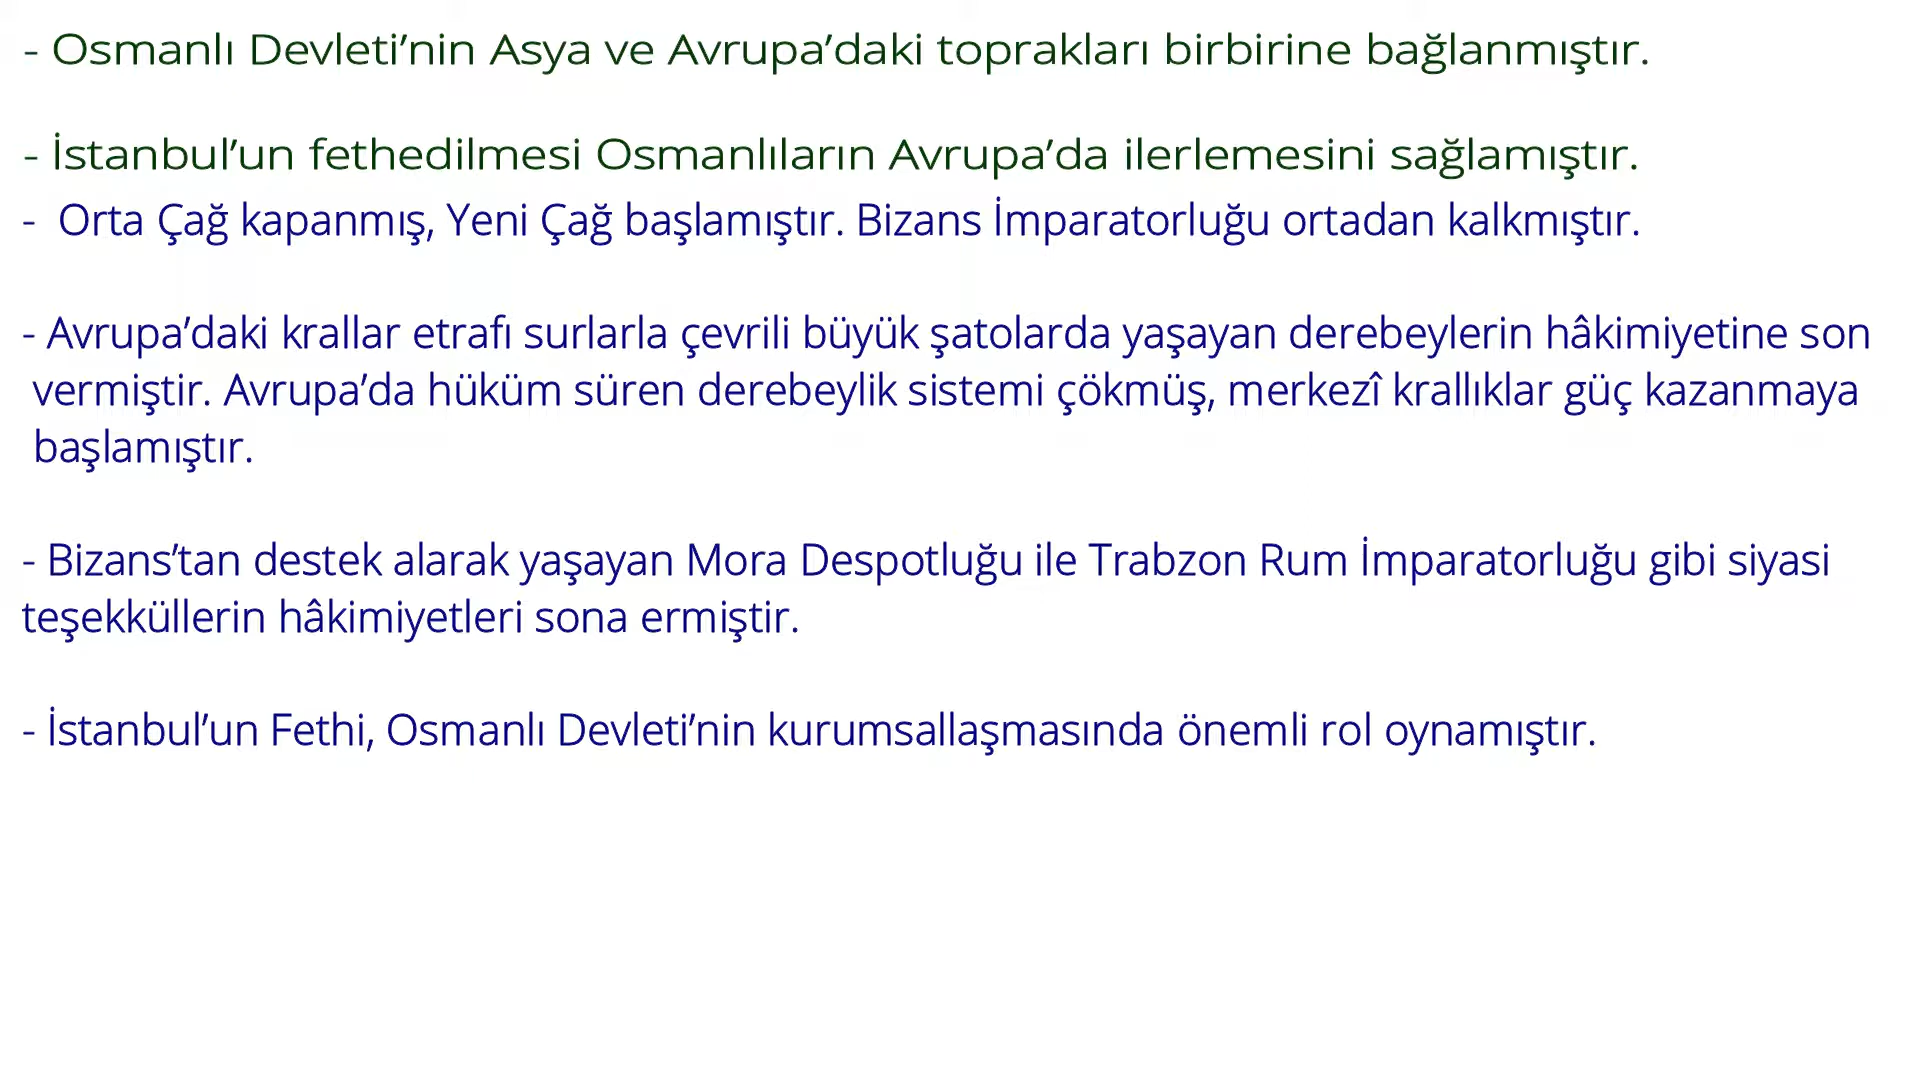 - Osmanlı Devleti’nin Asya ve Avrupa’daki toprakları birbirine bağlanmıştır.
- İstanbul’un fethedilmesi Osmanlıların Avrupa’da ilerlemesini sağlamıştır.
- Orta Çağ kapanmış, Yeni Çağ başlamıştır. Bizans İmparatorluğu ortadan kalkmıştır.
- Avrupa’daki krallar etrafı surlarla çevrili büyük şatolarda yaşayan derebeylerin hâkimiyetine son
vermiştir. Avrupa’da hüküm süren derebeylik sistemi çökmüş, merkezî krallıklar güç kazanmaya
başlamıştır.
- Bizans’tan destek alarak yaşayan Mora Despotluğu ile Trabzon Rum İmparatorluğu gibi siyasi
teşekküllerin hâkimiyetleri sona ermiştir.
- İstanbul’un Fethi, Osmanlı Devleti’nin kurumsallaşmasında önemli rol oynamıştır.